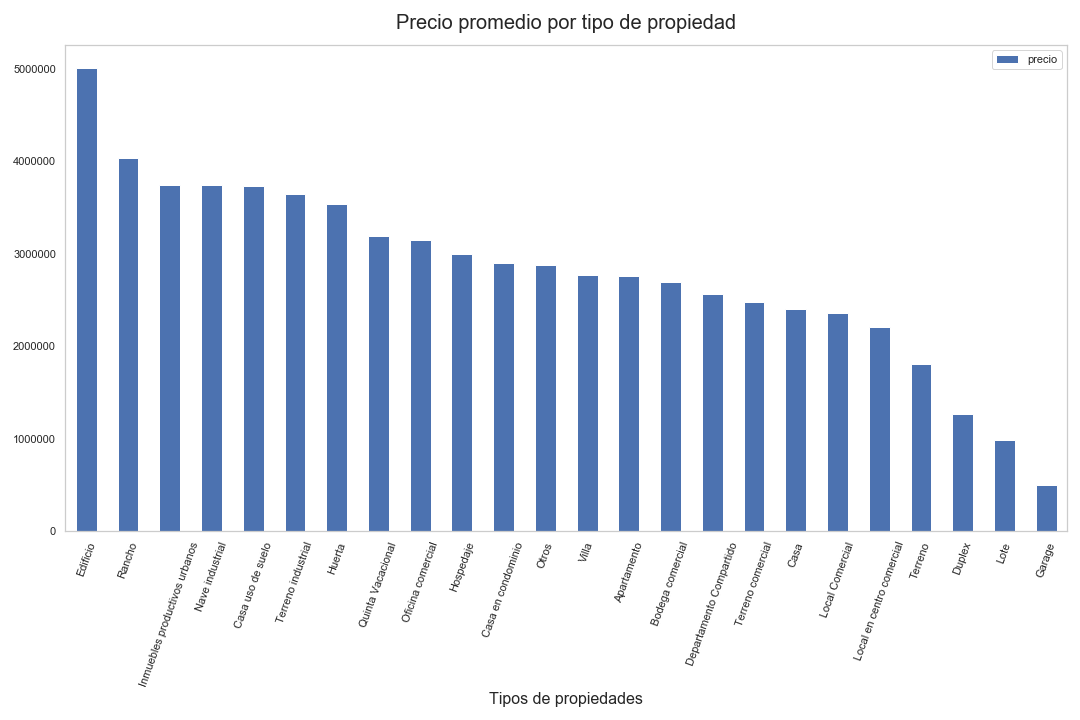 Precio promedio por tipo de propiedad
precio
5000000
4000000
3000000
2000000
1000000
0
Edificio
Rancho
Inmuebles productivos urbanos
Nave industrial
Casa uso de suelo
Terreno industrial
Huerta
Quinta Vacacional
Oficina comercial
Hospedaje
Casa en condominio
Otros
Villa
Apartamento
Bodega comercial
Departamento Compartido
Terreno comercial
Casa
Local Comercial
Local en centro comercial
Terreno
Duplex
Lote
Garage
Tipos de propiedades